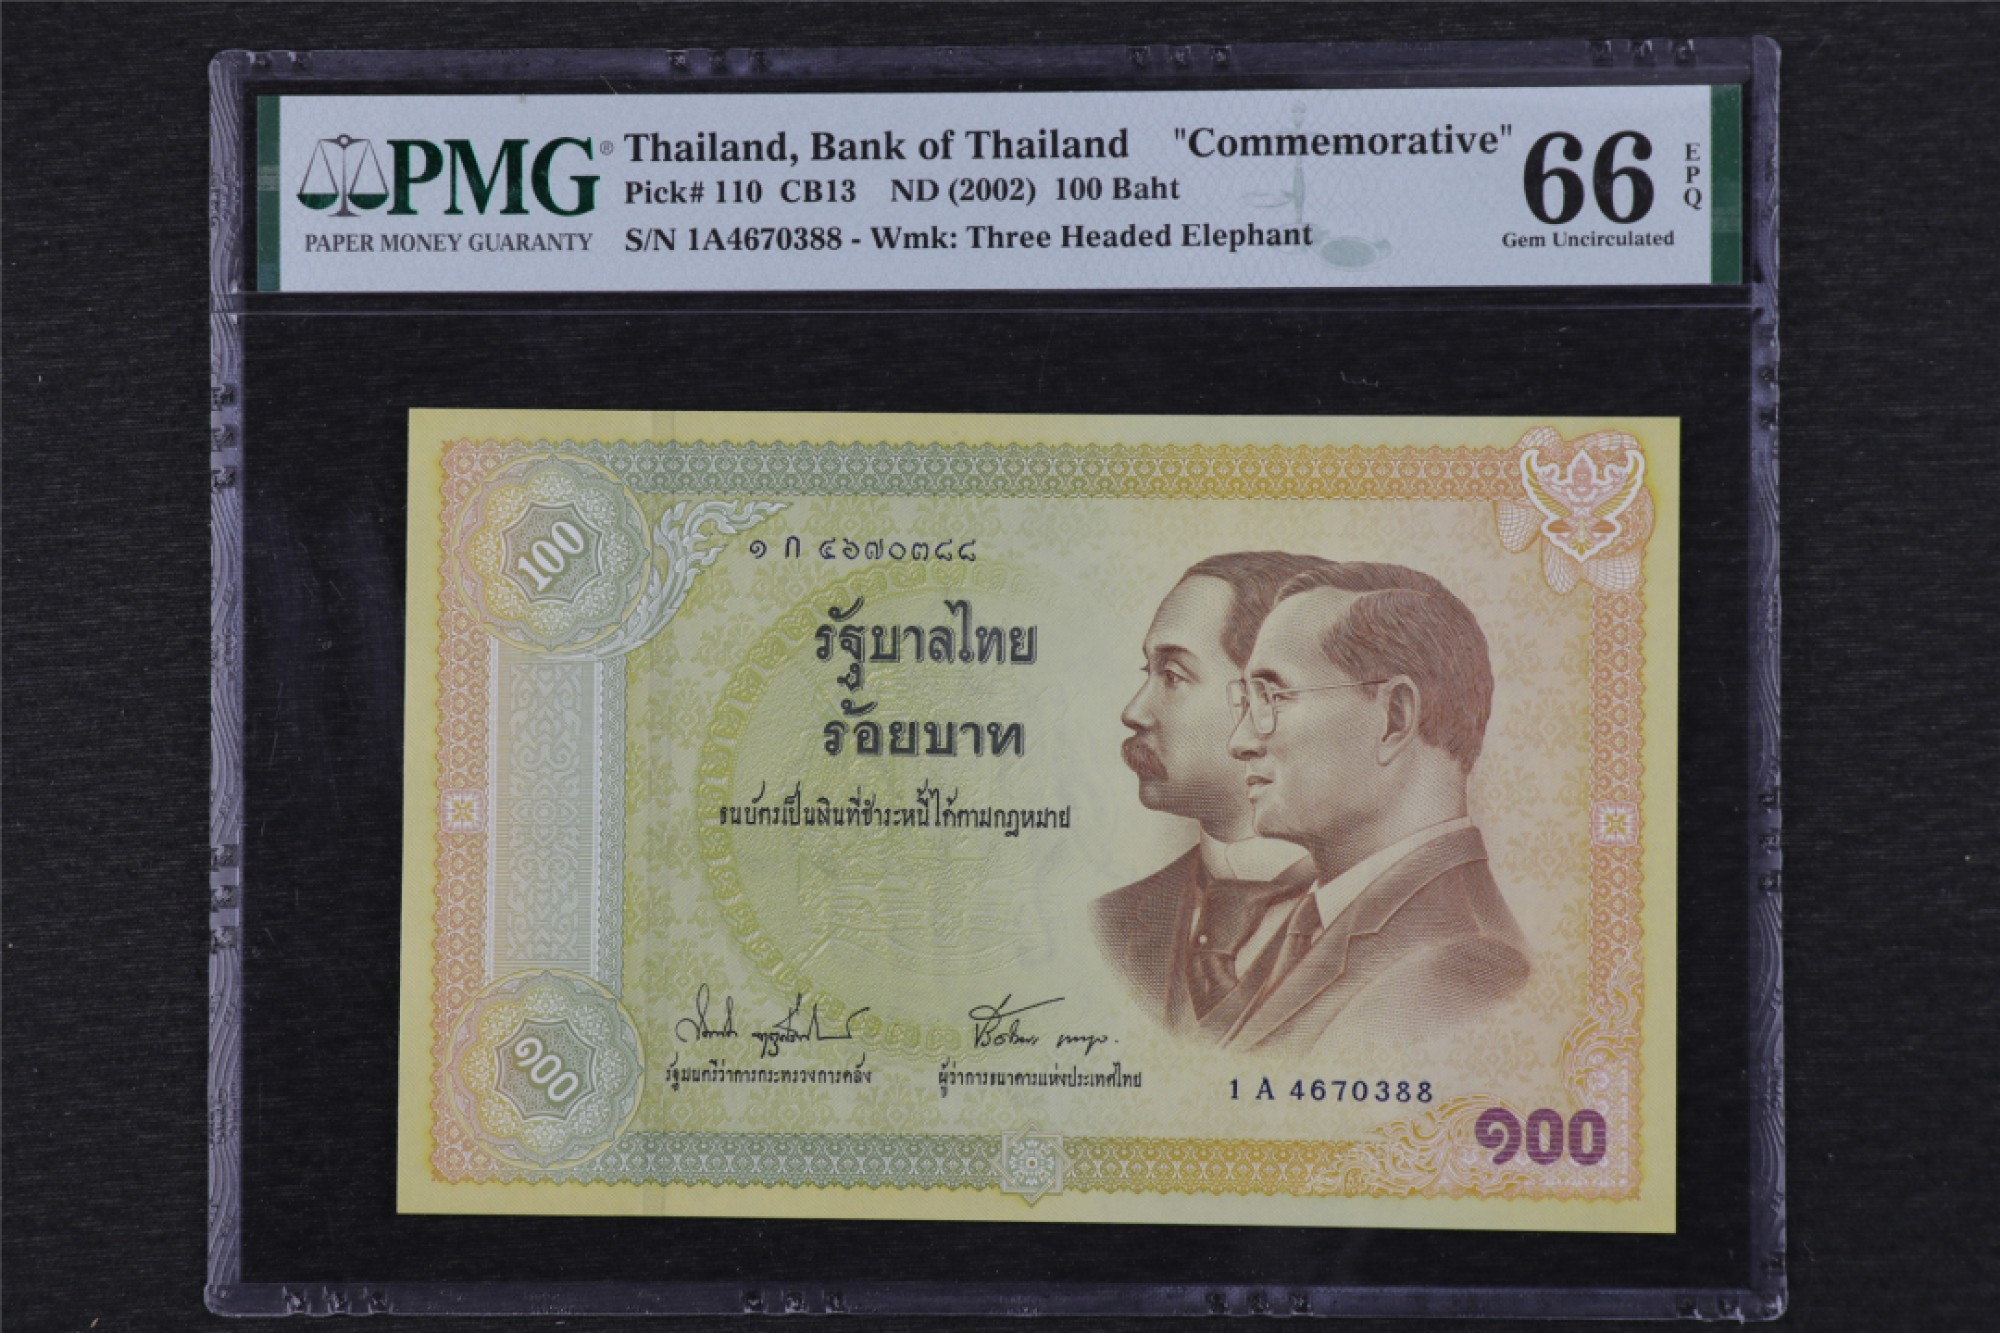 PMG®
PAPER MONEY GUARANTY
Thailand, Bank of Thailand "Commemorative"
Pick# 110 CB13 ND (2002) 100 Baht
S/N 1A4670388 - Wmk: Three Headed Elephant
66
EPQ
Gem Uncirculated
100
๑ ก ๔๖๗๐๓๘๘
รัฐบาลไทย
ร้อยบาท
ธนบัตรเป็นเงินที่ชำระหนี้ได้ตามกฎหมาย
รัฐมนตรีว่าการกระทรวงการคลัง
ผู้ว่าการธนาคารแห่งประเทศไทย
1 A 4670388
๑๐๐
๑๐๐